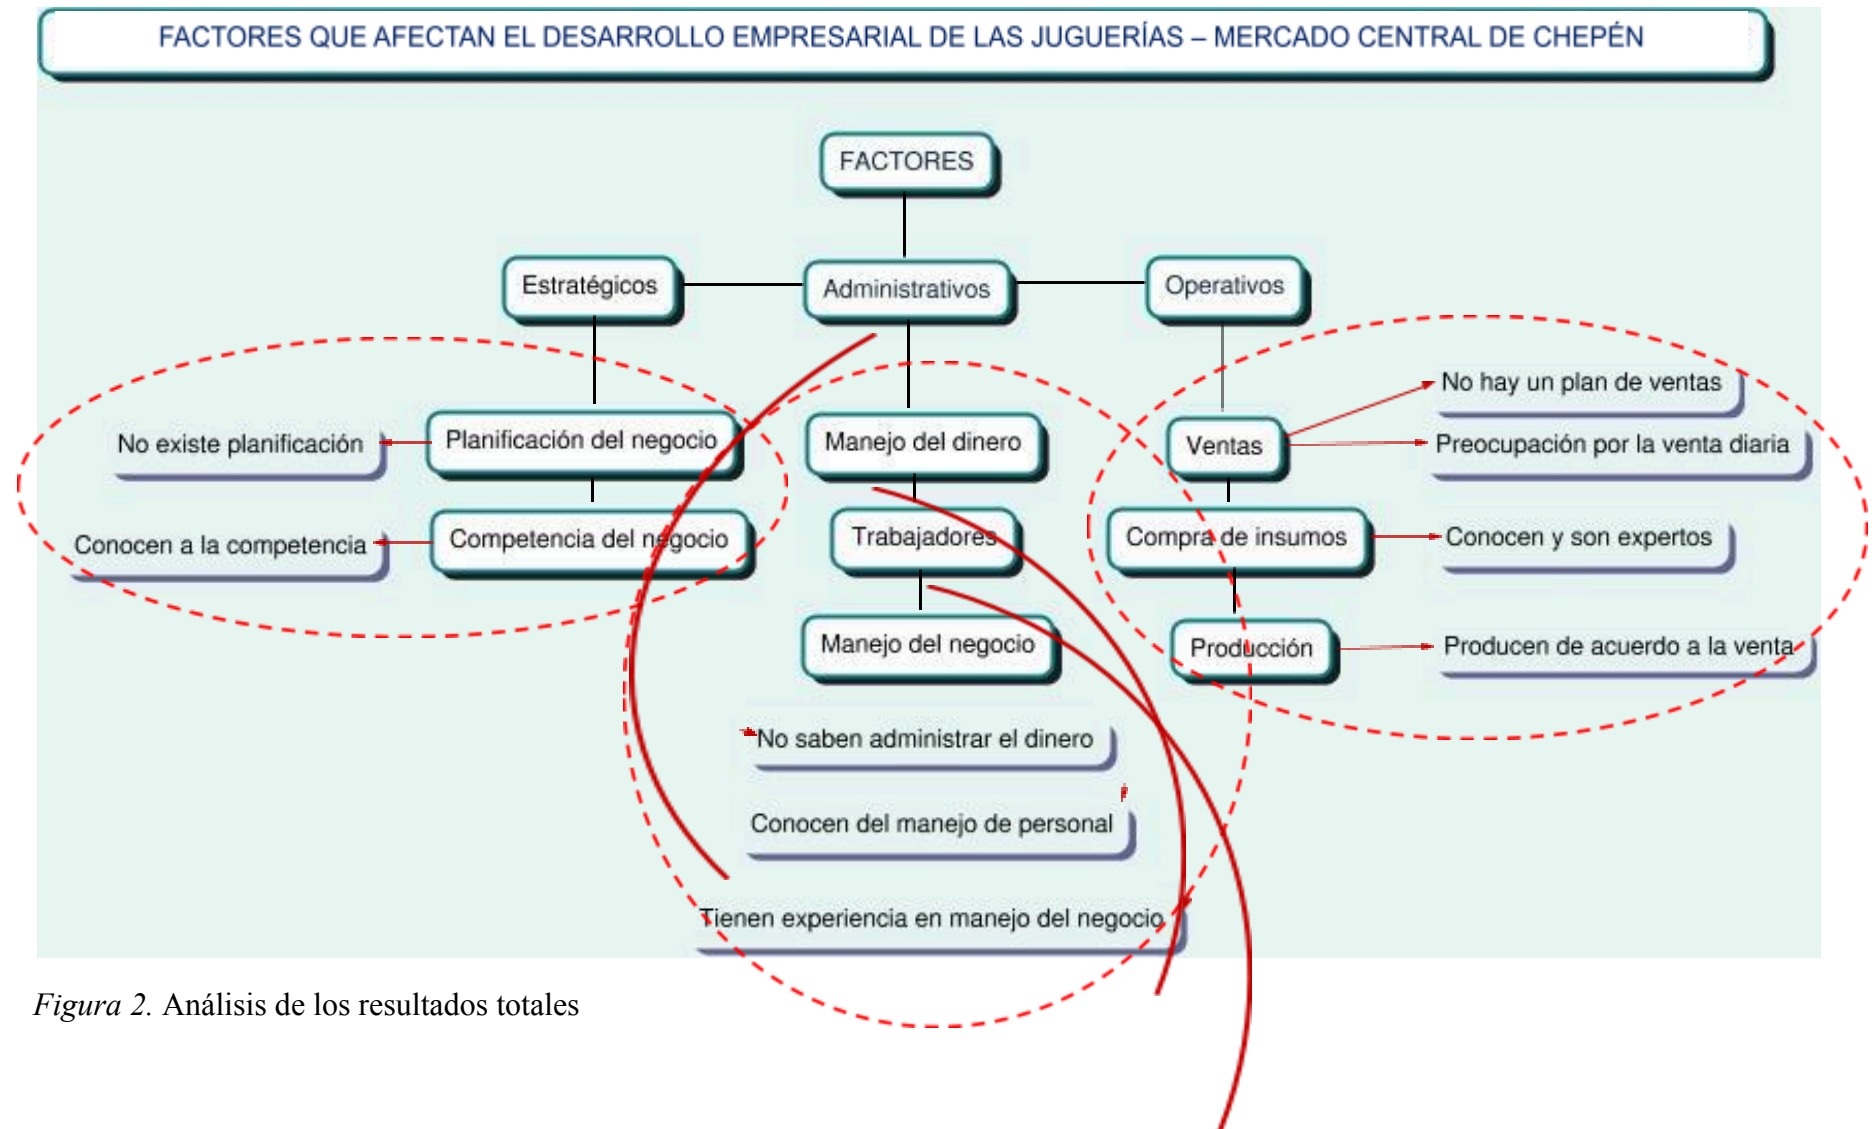 FACTORES QUE AFECTAN EL DESARROLLO EMPRESARIAL DE LAS JUGUERÍAS – MERCADO CENTRAL DE CHEPÉN
FACTORES
Estratégicos
Administrativos
Operativos
No existe planificación
Planificación del negocio
Conocen a la competencia
Competencia del negocio
Manejo del dinero
Trabajadores
Manejo del negocio
No saben administrar el dinero
Conocen del manejo de personal
Tienen experiencia en manejo del negocio
Ventas
No hay un plan de ventas
Preocupación por la venta diaria
Compra de insumos
Conocen y son expertos
Producción
Producen de acuerdo a la venta
Figura 2. Análisis de los resultados totales